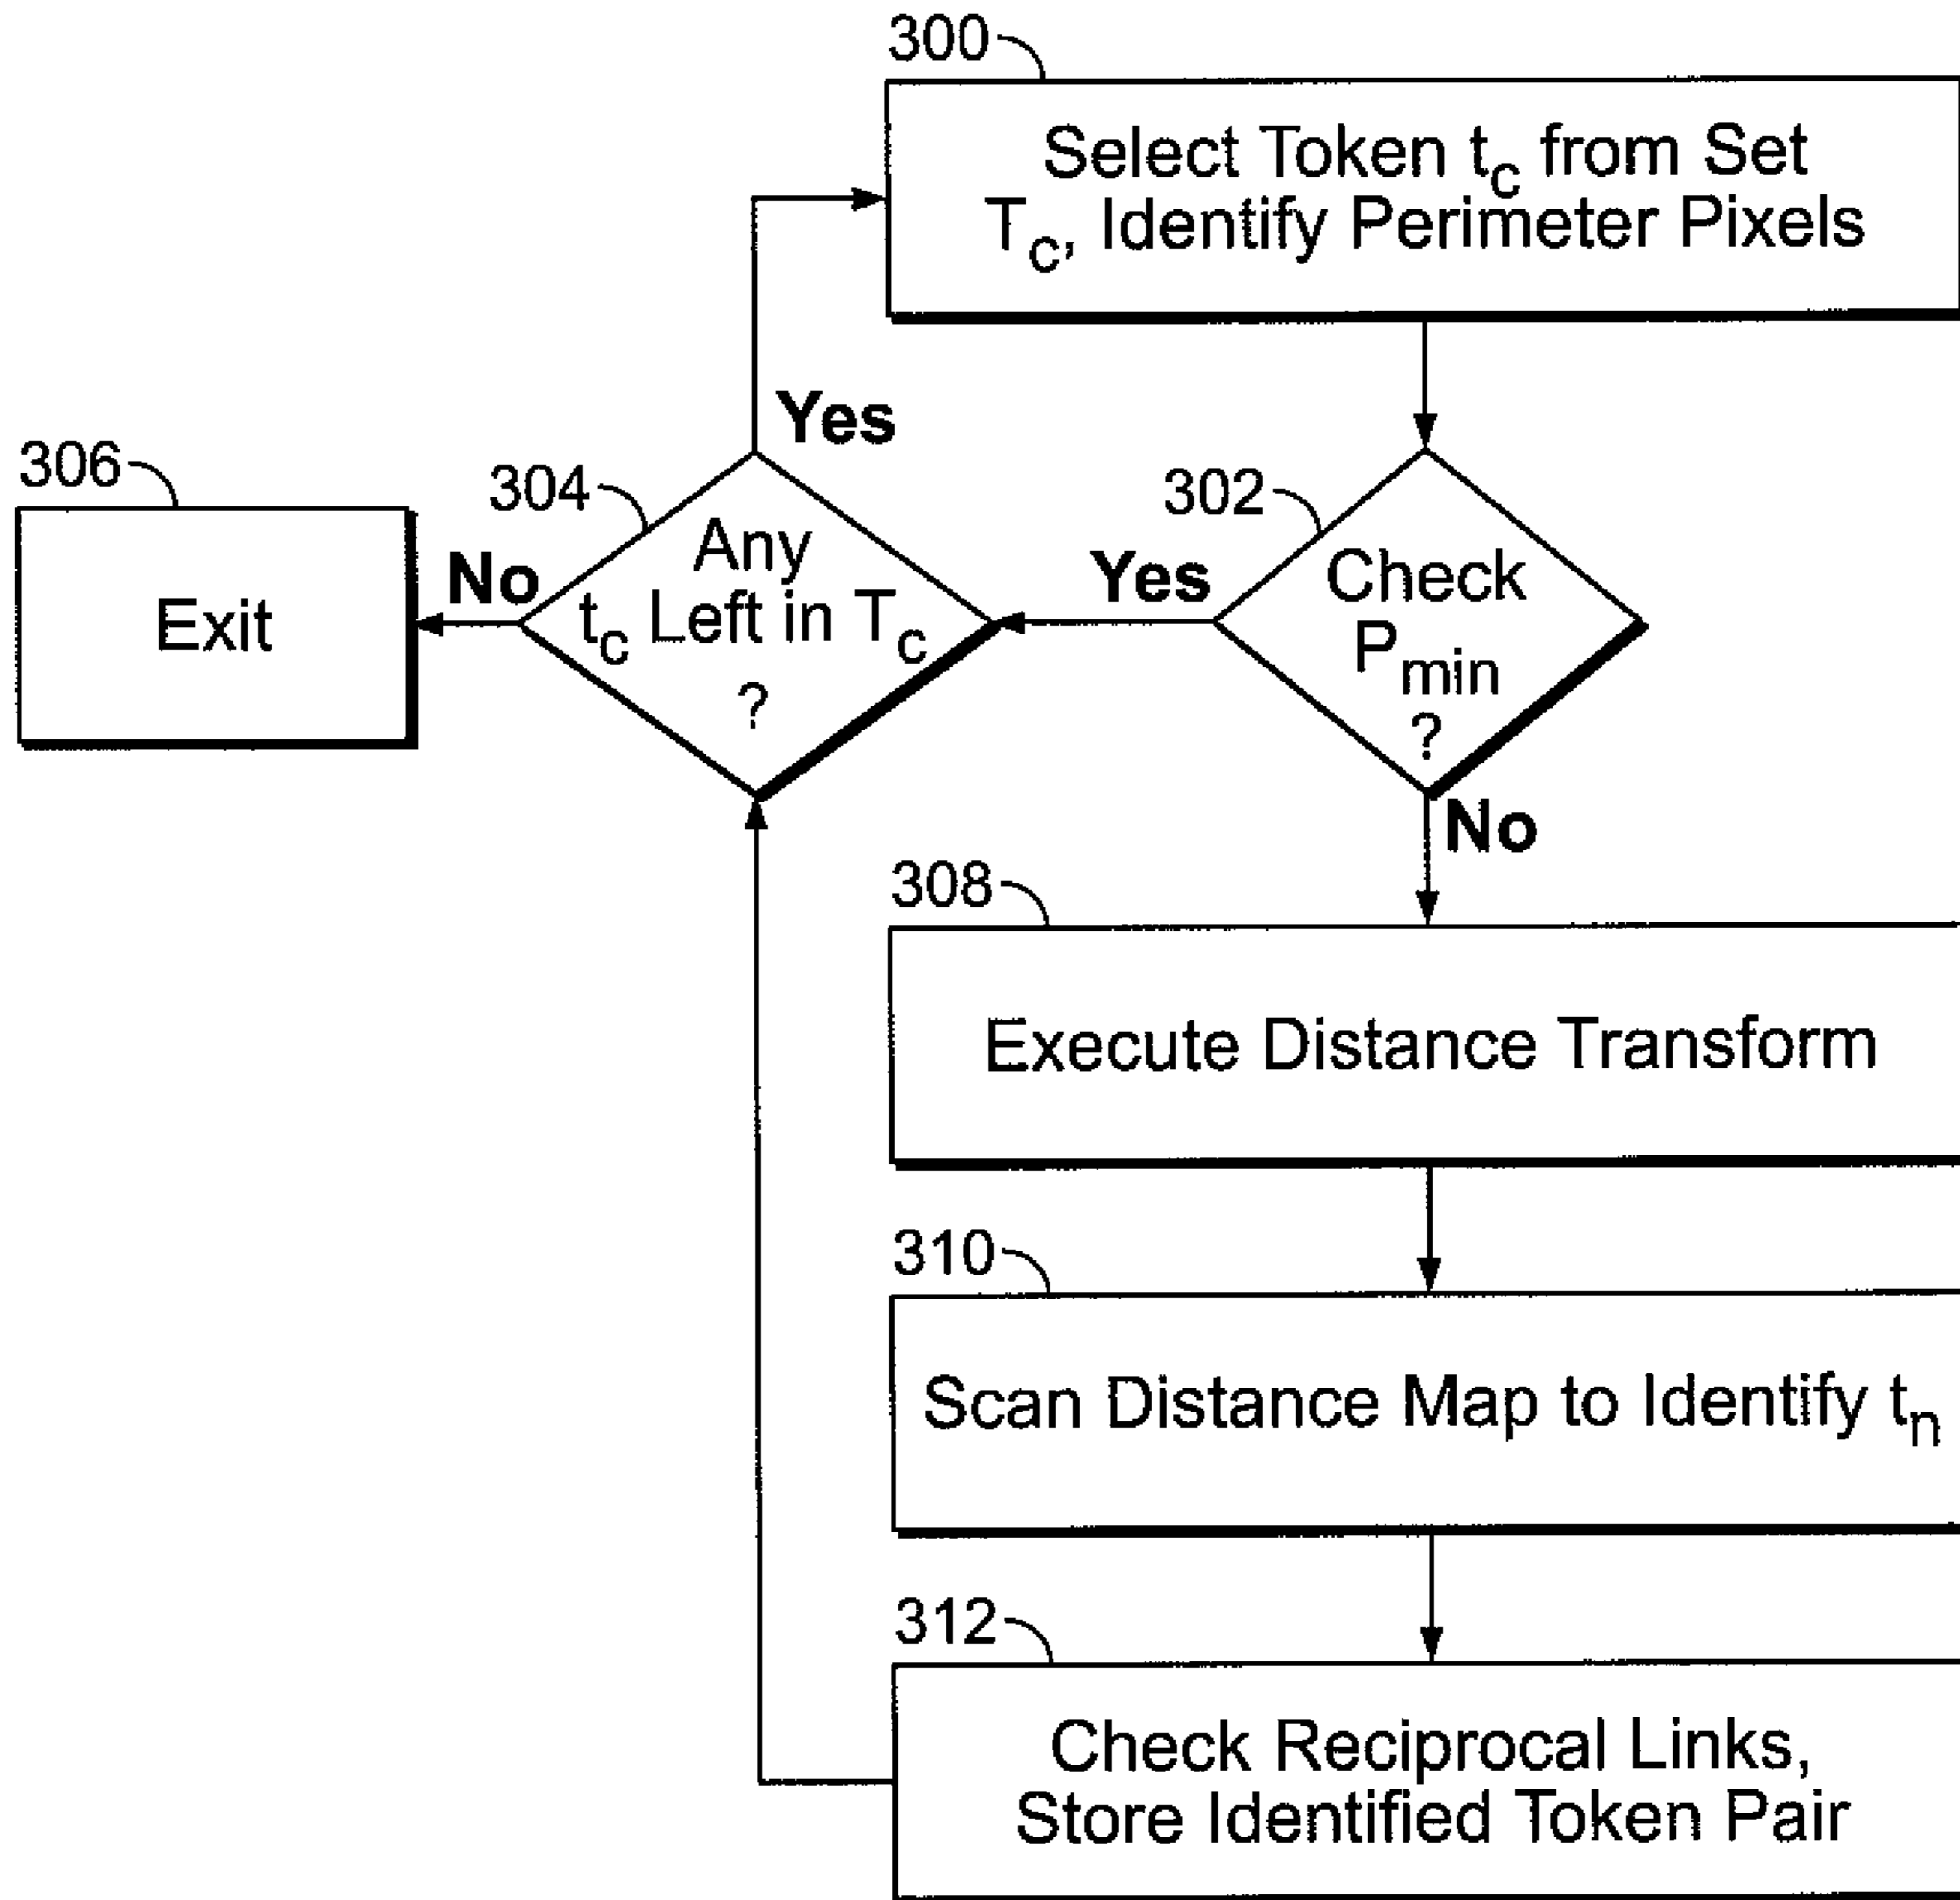 300
Select Token t_c from Set
T_c, Identify Perimeter Pixels
Yes
306
304
302
Exit
No
Any
t_c Left in T_c
?
Yes
Check
P_min
?
No
308
Execute Distance Transform
310
Scan Distance Map to Identify t_n
312
Check Reciprocal Links,
Store Identified Token Pair